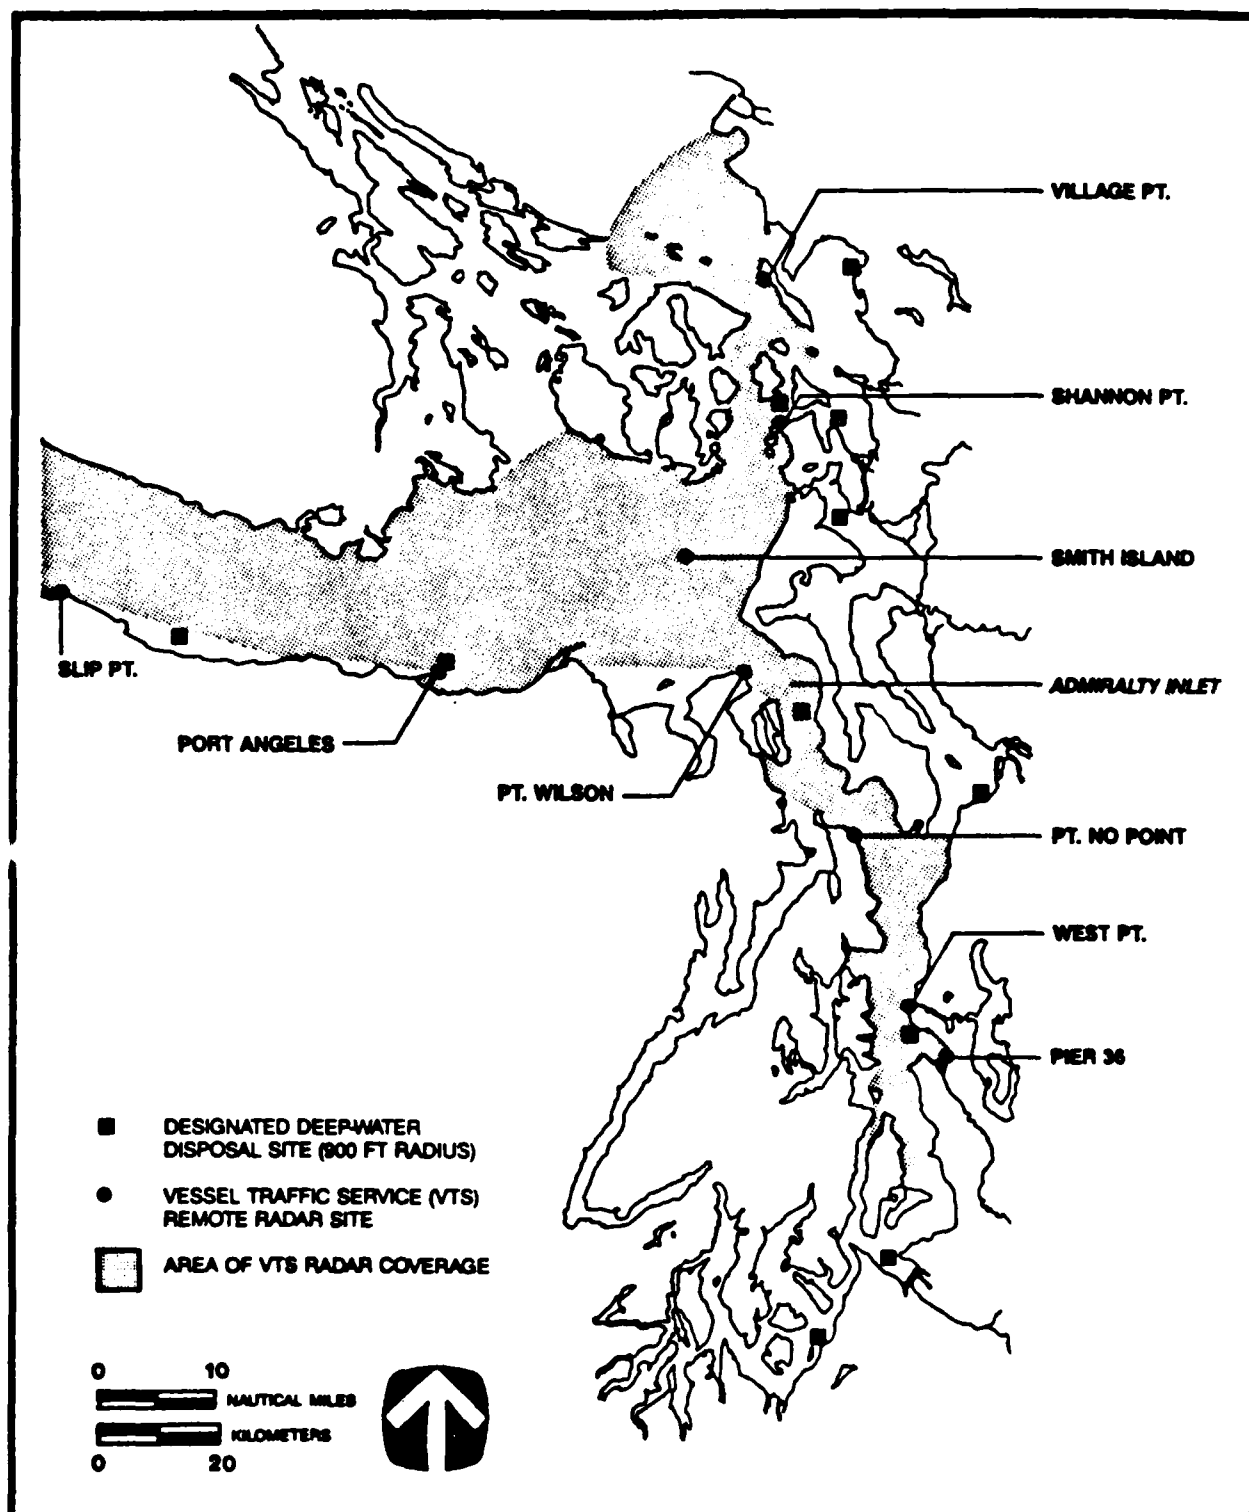 VILLAGE PT.
SHANNON PT.
SMITH ISLAND
SLIP PT.
ADMIRALTY INLET
PORT ANGELES
PT. WILSON
PT. NO POINT
WEST PT.
PIER 36
DESIGNATED DEEP-WATER
DISPOSAL SITE (900 FT RADIUS)
VESSEL TRAFFIC SERVICE (VTS)
REMOTE RADAR SITE
AREA OF VTS RADAR COVERAGE
0 10
NAUTICAL MILES
KILOMETERS
0 20